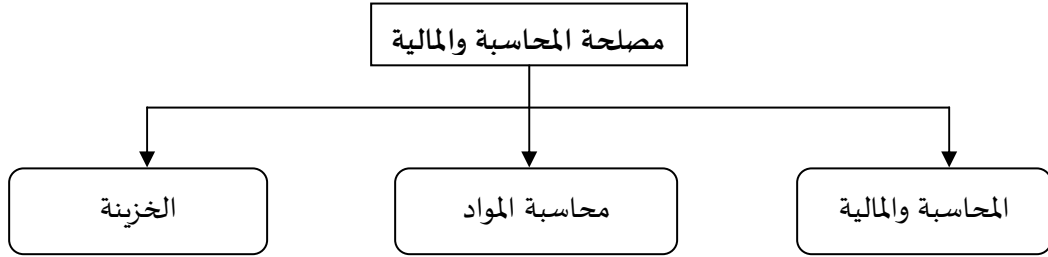 مصلحة المحاسبة والمالية
المحاسبة والمالية
محاسبة المواد
الخزينة